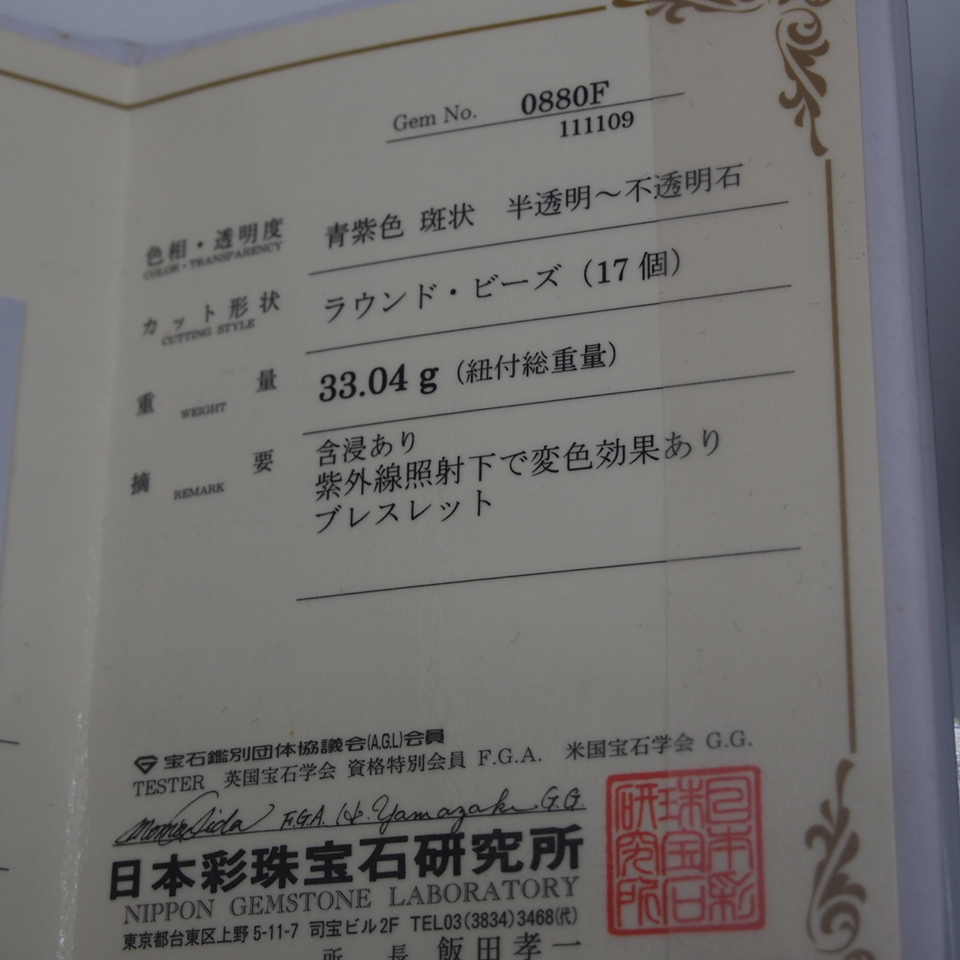 Gem No. 0880F
111109
色相・透明度 青紫色 斑状 半透明～不透明石
COLOR・TRANSPARENCY
カット形状 ラウンド・ビーズ（17 個）
CUTTING STYLE
重量 33.04 g（紐付総重量）
WEIGHT
摘要 含浸あり
REMARK 紫外線照射下で変色効果あり
ブレスレット
宝石鑑別団体協議会(A.G.L)会員
TESTER 英国宝石学会 資格特別会員 F.G.A. 米国宝石学会 G.G.
F.G.A. H. Yamazaki G.G.
日本彩珠宝石研究所
NIPPON GEMSTONE LABORATORY
東京都台東区上野 5-11-7 司宝ビル2F TEL03(3834)3468(代)
所長 飯田孝一
日本彩
珠宝石
研究所